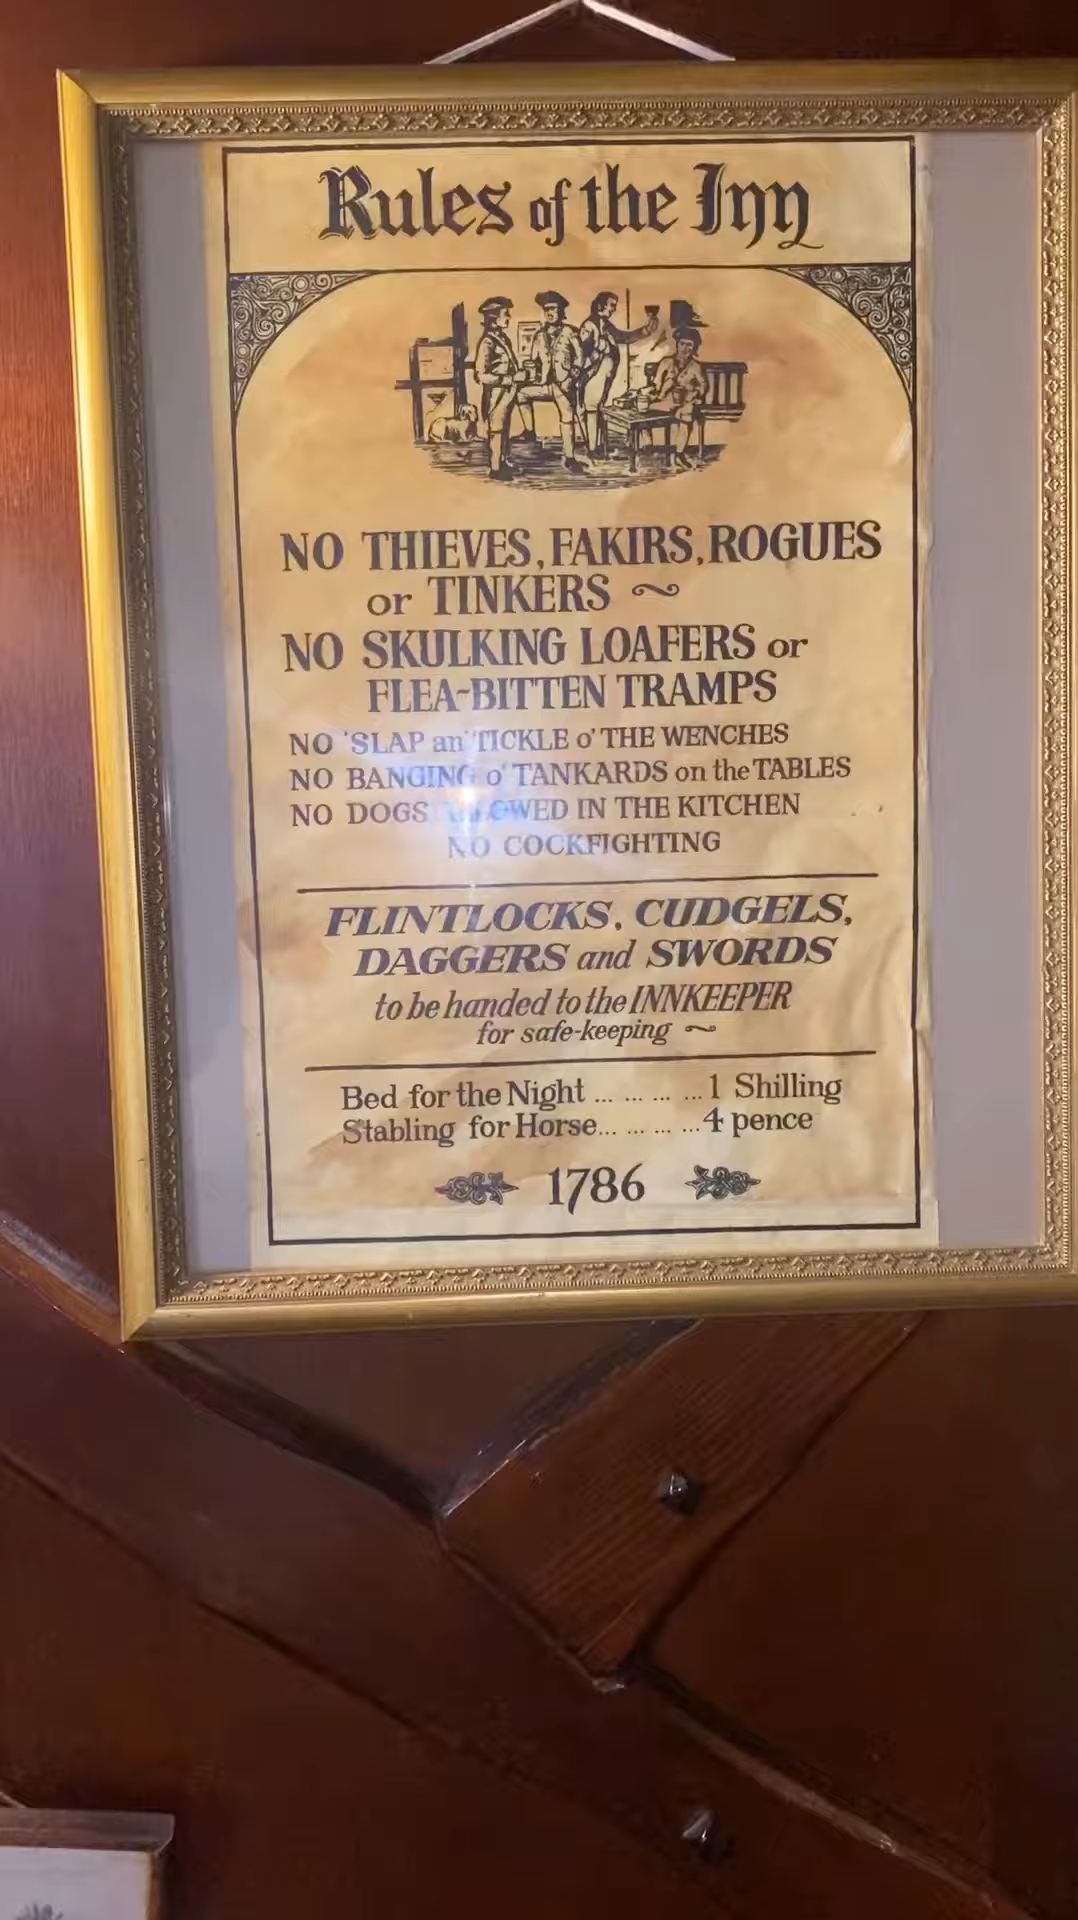 Rules of the Inn
NO THIEVES, FAKIRS, ROGUES
or TINKERS ~
NO SKULKING LOAFERS or
FLEA-BITTEN TRAMPS
NO 'SLAP an' TICKLE o' THE WENCHES
NO BANGING o' TANKARDS on the TABLES
NO DOGS ALLOWED IN THE KITCHEN
NO COCKFIGHTING
FLINTLOCKS, CUDGELS,
DAGGERS and SWORDS
to be handed to the INNKEEPER
for safe-keeping ~
Bed for the Night ... ... ... ...1 Shilling
Stabling for Horse... ... ... ...4 pence
1786